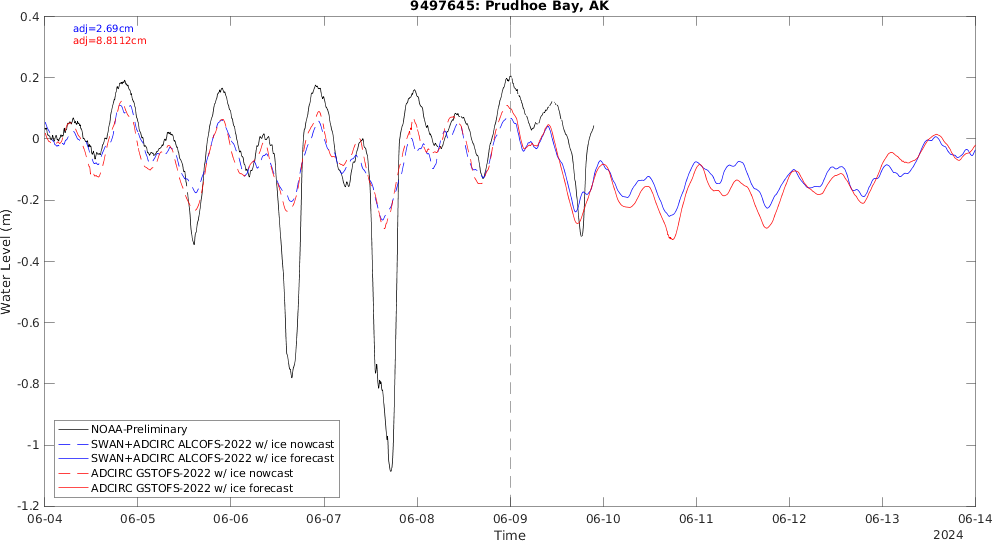 9497645: Prudhoe Bay, AK
adj=2.69cm
adj=8.8112cm
0.4
0.2
0
-0.2
-0.4
-0.6
-0.8
-1
-1.2
Water Level (m)
NOAA-Preliminary
SWAN+ADCIRC ALCOFS-2022 w/ ice nowcast
SWAN+ADCIRC ALCOFS-2022 w/ ice forecast
ADCIRC GSTOFS-2022 w/ ice nowcast
ADCIRC GSTOFS-2022 w/ ice forecast
06-04 06-05 06-06 06-07 06-08 06-09 06-10 06-11 06-12 06-13 06-14
Time
2024